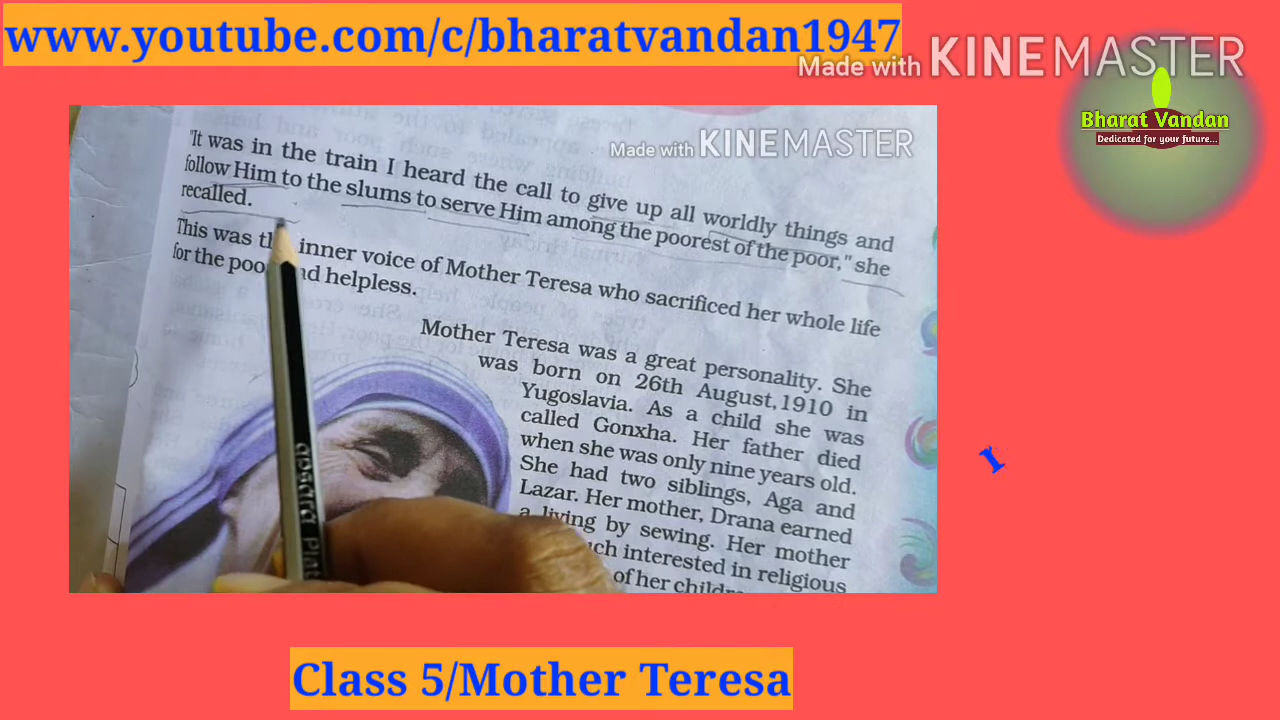 www.youtube.com/c/bharatvandan1947
Made with KINEMASTER
Bharat Vandan
Dedicated for your future...
Made with KINEMASTER
"It was in the train I heard the call to give up all worldly things and
follow Him to the slums to serve Him among the poorest of the poor," she
recalled.
This was the inner voice of Mother Teresa who sacrificed her whole life
for the poor and helpless.
Mother Teresa was a great personality. She
was born on 26th August,1910 in
Yugoslavia. As a child she was
called Gonxha. Her father died
when she was only nine years old.
She had two siblings, Aga and
Lazar. Her mother, Drana earned
a living by sewing. Her mother
interested in religious
of her
apsara Plat
I
Class 5/Mother Teresa